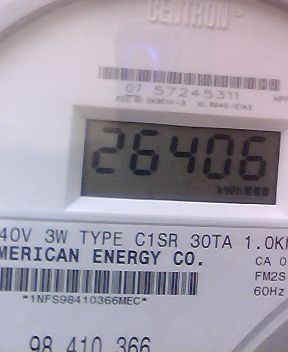 CENTRON®
07 57245311
26406
kWh
40V 3W TYPE C1SR 30TA 1.0K
MERICAN ENERGY CO.
CA 0
FM2S
*1NFS98410366MEC*
60Hz
98 410 366